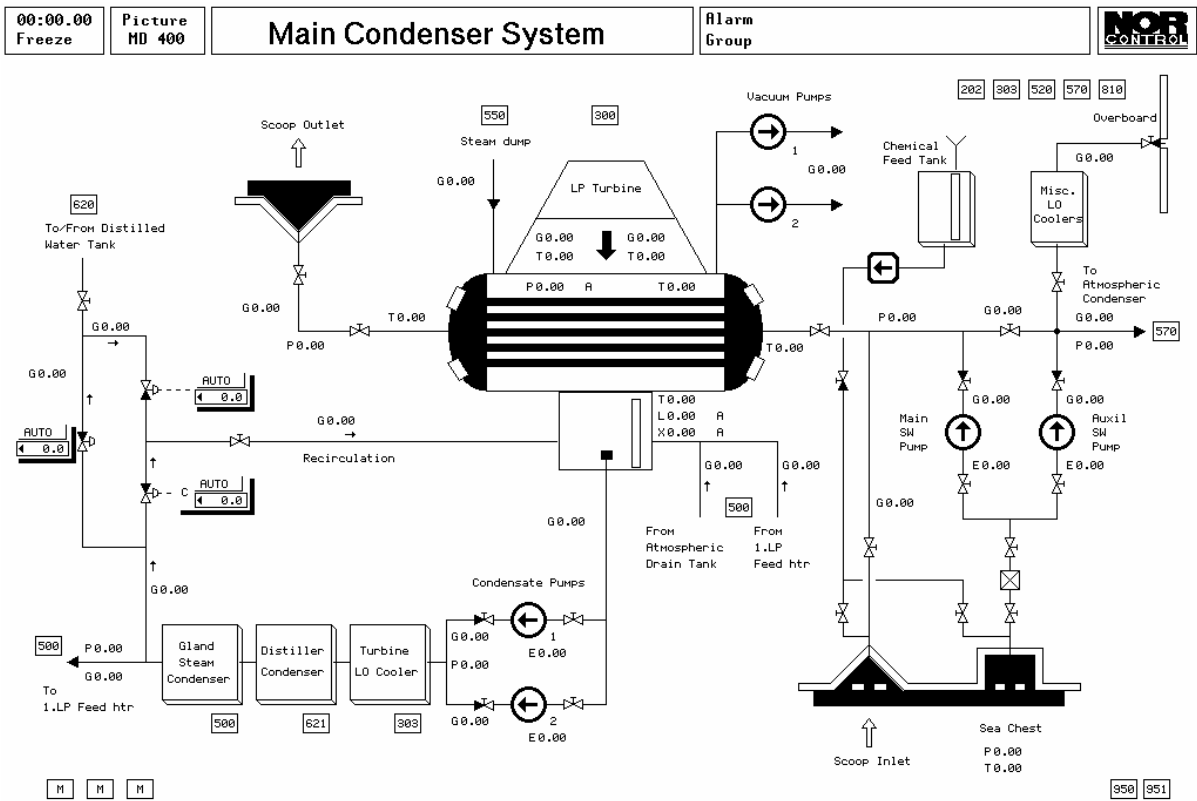 00:00.00
Freeze
Picture
MD 400
Main Condenser System
Alarm
Group
NOR
CONTROL
202 303 520 570 810
550
300
Vacuum Pumps
Overboard
Scoop Outlet
Steam dump
1
G0.00
Chemical
Feed Tank
G0.00
G0.00
LP Turbine
Misc.
LO
Coolers
620
To/From Distilled
Water Tank
2
G0.00 G0.00
T0.00 T0.00
To
Atmospheric
Condenser
P0.00 A T0.00
G0.00
T0.00
P0.00
G0.00
G0.00
G0.00
570
P0.00
T0.00
P0.00
G0.00
AUTO
0.0
T0.00
L0.00 A
X0.00 A
G0.00
G0.00
Main
SW
Pump
Auxil
SW
Pump
G0.00
AUTO
0.0
Recirculation
G0.00
G0.00
E0.00
E0.00
C
AUTO
0.0
500
G0.00
G0.00
From
Atmospheric
Drain Tank
From
1.LP
Feed htr
G0.00
Condensate Pumps
G0.00
1
E0.00
500
P0.00
G0.00
To
1.LP Feed htr
Gland
Steam
Condenser
Distiller
Condenser
Turbine
LO Cooler
P0.00
G0.00
2
E0.00
500
621
303
Scoop Inlet
Sea Chest
P0.00
T0.00
M M M
950 951